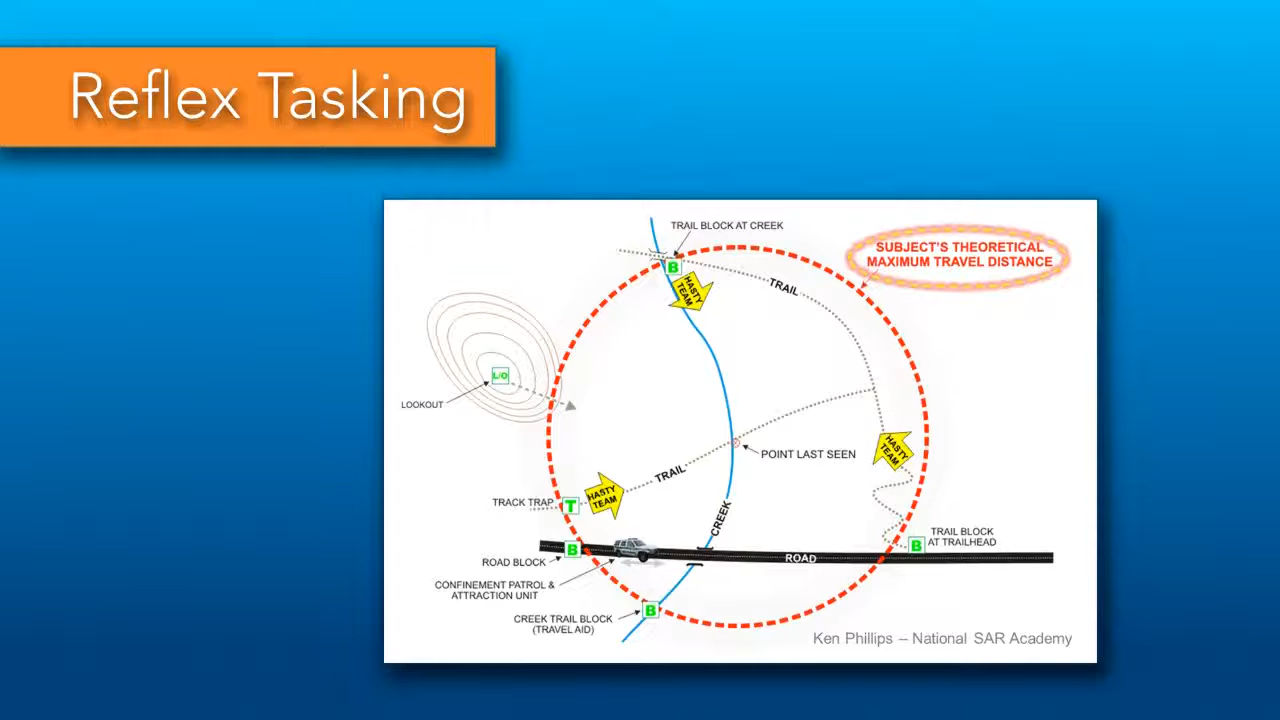 Reflex Tasking
TRAIL BLOCK AT CREEK
SUBJECT'S THEORETICAL
MAXIMUM TRAVEL DISTANCE
B
HASTY
TEAM
TRAIL
L/O
LOOKOUT
POINT LAST SEEN
HASTY
TEAM
TRAIL
TRACK TRAP
T
HASTY
TEAM
CREEK
TRAIL BLOCK
AT TRAILHEAD
B
B
ROAD BLOCK
ROAD
CONFINEMENT PATROL &
ATTRACTION UNIT
B
CREEK TRAIL BLOCK
(TRAVEL AID)
Ken Phillips – National SAR Academy